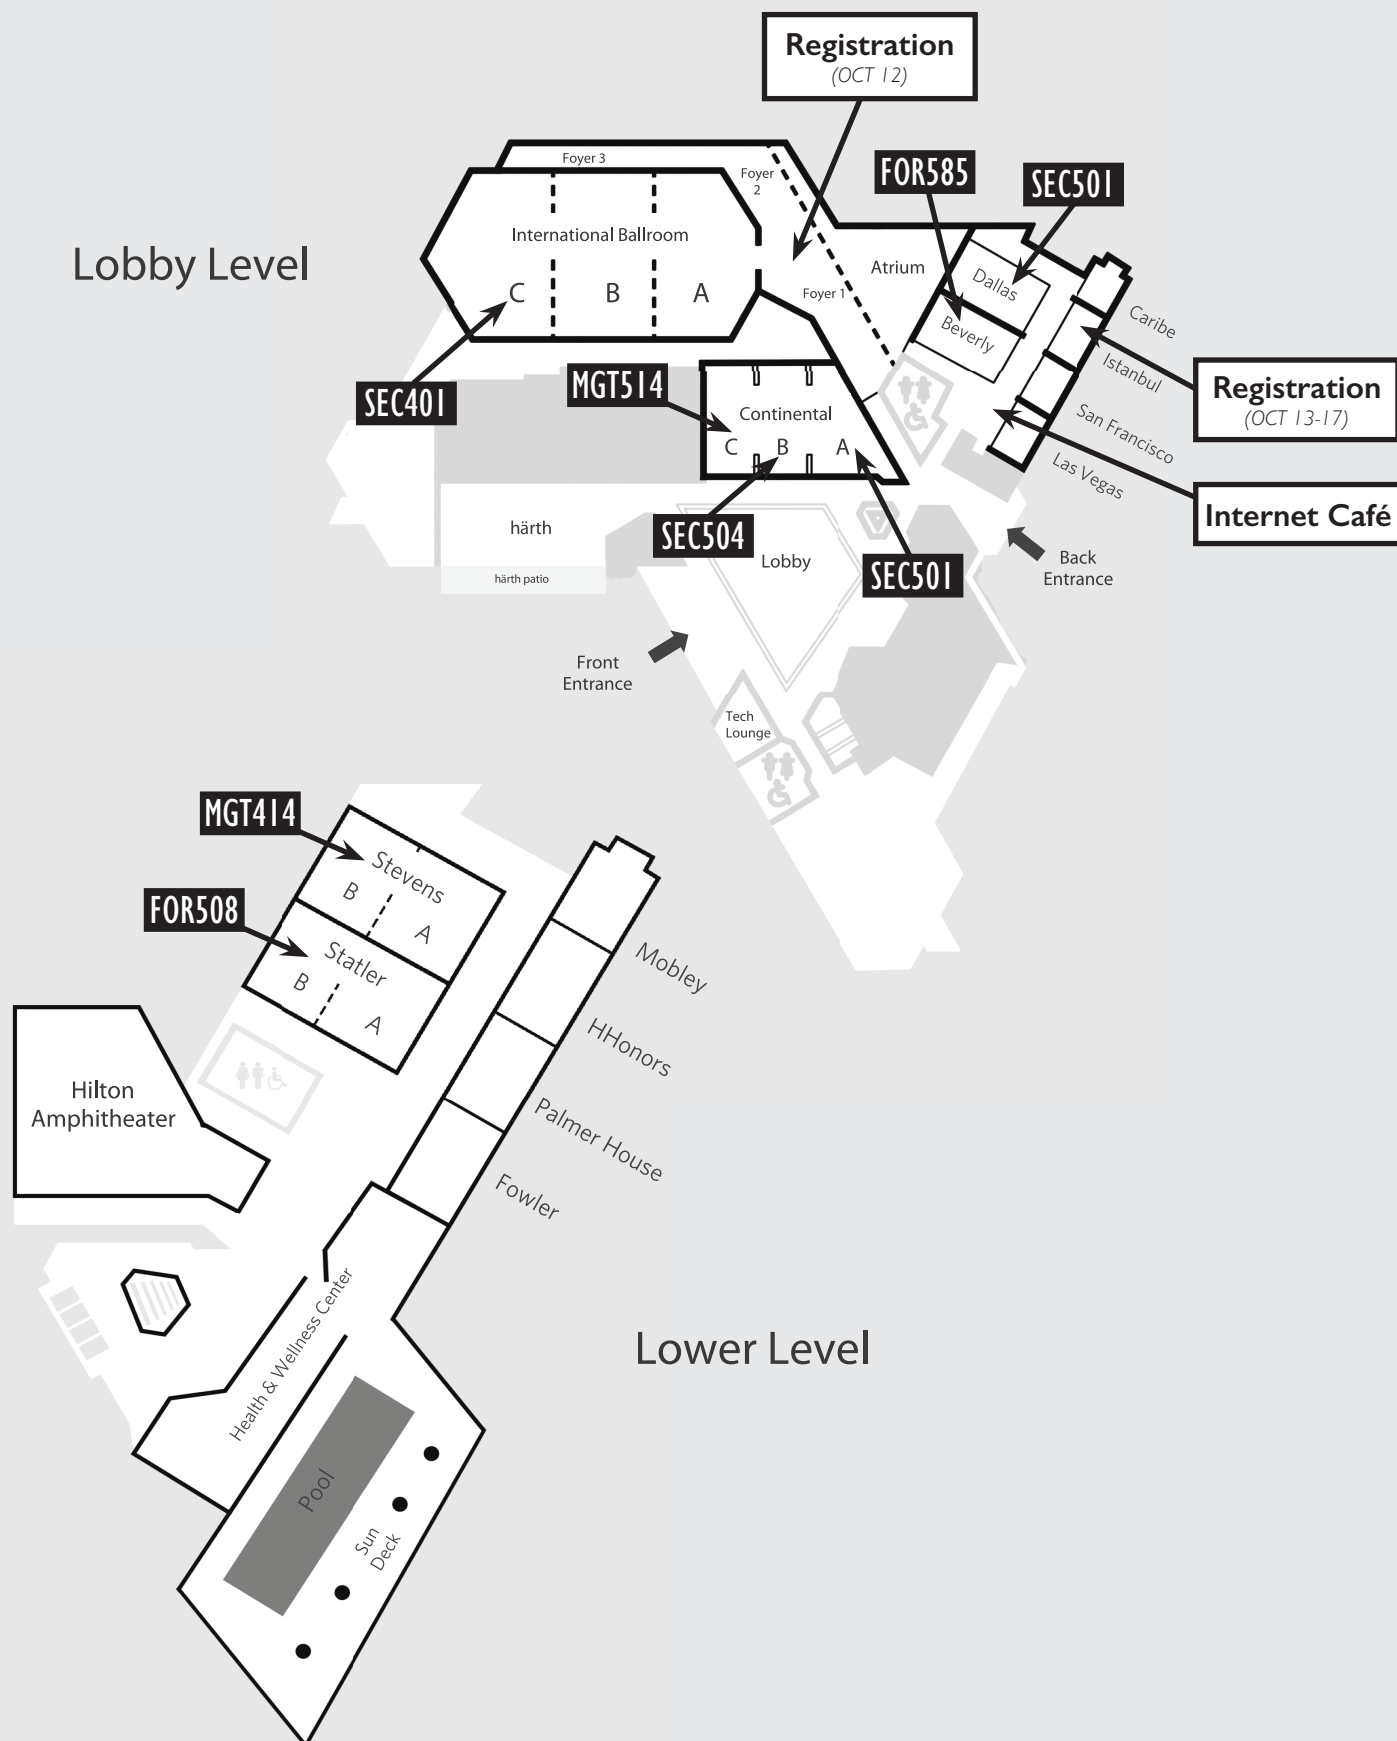 Registration
(OCT 12)
Foyer 3
Foyer
2
FOR585
SEC501
Lobby Level
International Ballroom
C
B
A
Atrium
Foyer 1
Dallas
Beverly
Caribe
Istanbul
San Francisco
Las Vegas
SEC401
MGT514
Continental
C
B
A
Registration
(OCT 13-17)
Internet Café
härth
härth patio
SEC504
Lobby
SEC501
Back
Entrance
Front
Entrance
Tech
Lounge
MGT414
Stevens
B
A
FOR508
Statler
B
A
Mobley
HHonors
Palmer House
Fowler
Hilton
Amphitheater
Health & Wellness Center
Lower Level
Pool
Sun
Deck